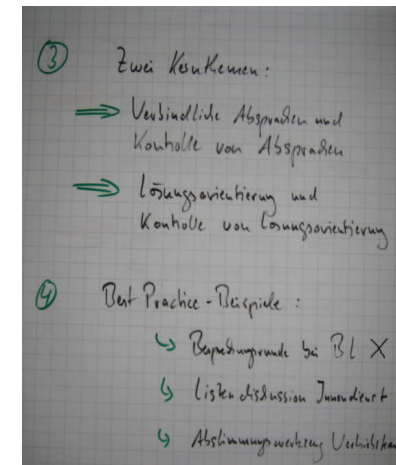 ③ Zwei Kernthemen:
⇒ Verbindliche Absprachen und
Kontrolle von Absprachen
⇒ Lösungsorientierung und
Kontrolle von Lösungsorientierung
④ Best Practice-Beispiele:
↳ Besprechungsrunde bei BL X
↳ Listendiskussion Innendienst
↳